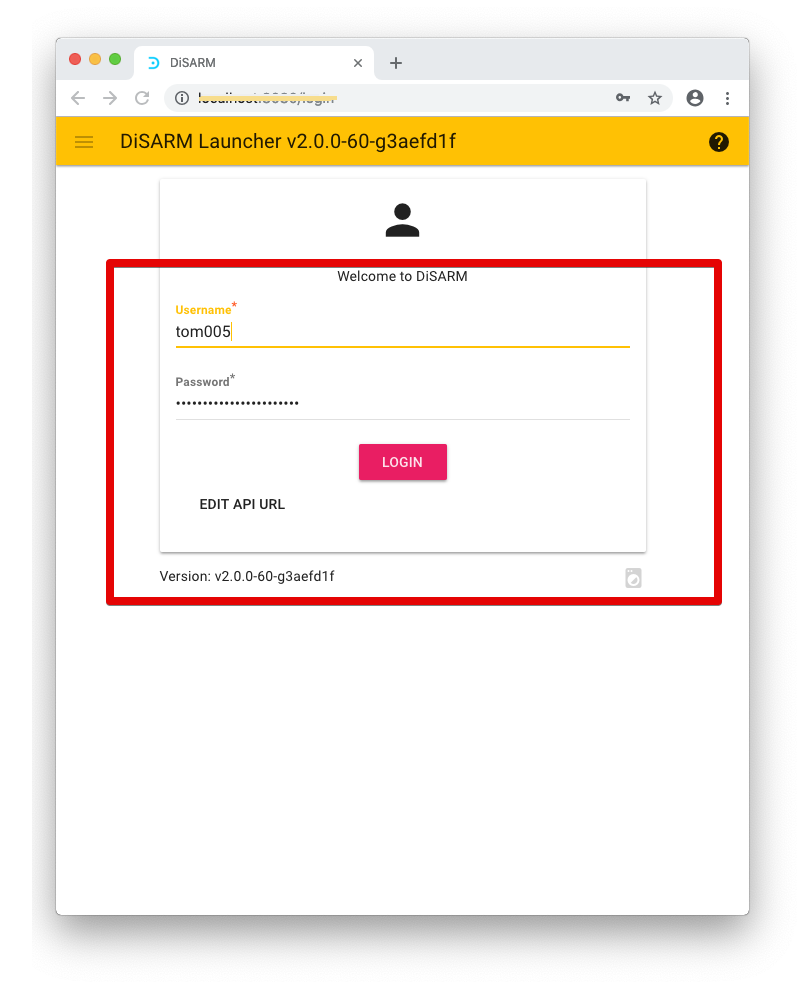 DiSARM
DiSARM Launcher v2.0.0-60-g3aefd1f
Welcome to DiSARM
Username*
tom005
Password*
•••••••••••••••••••••••
LOGIN
EDIT API URL
Version: v2.0.0-60-g3aefd1f